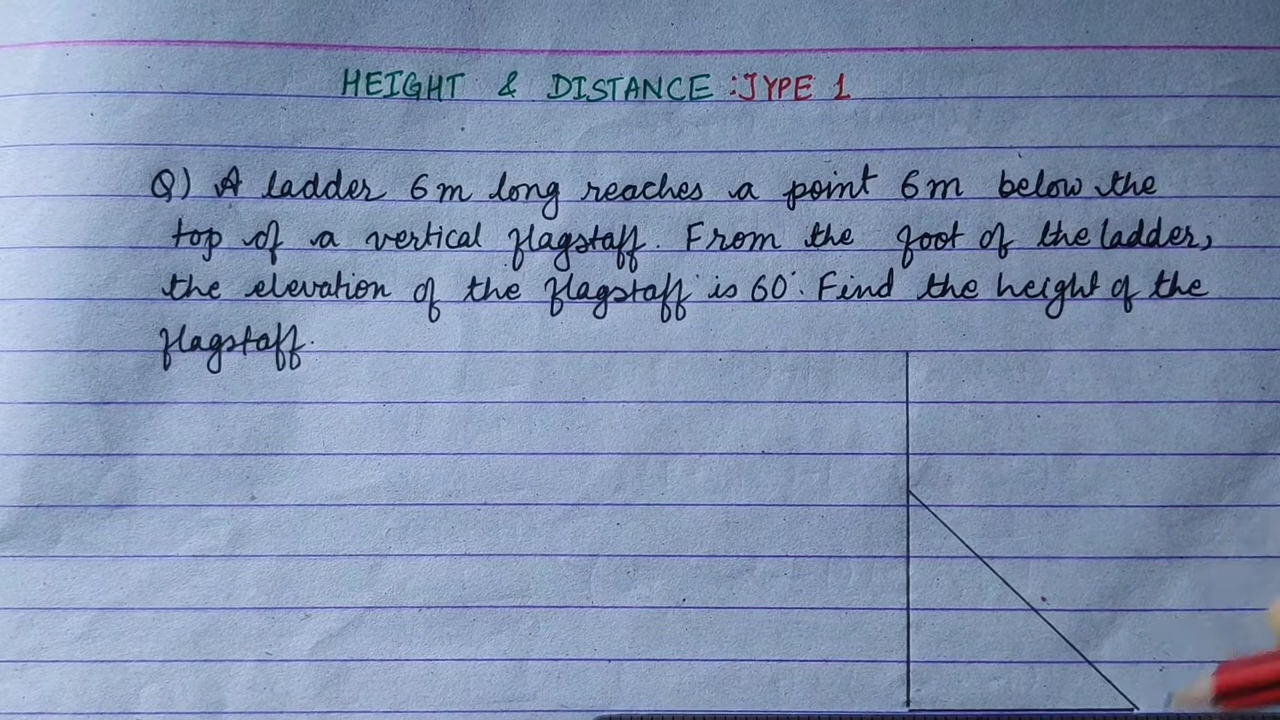 HEIGHT & DISTANCE : TYPE 1
Q) A ladder 6m long reaches a point 6m below the
top of a vertical flagstaff. From the foot of the ladder,
the elevation of the flagstaff is 60°. Find the height of the
flagstaff.